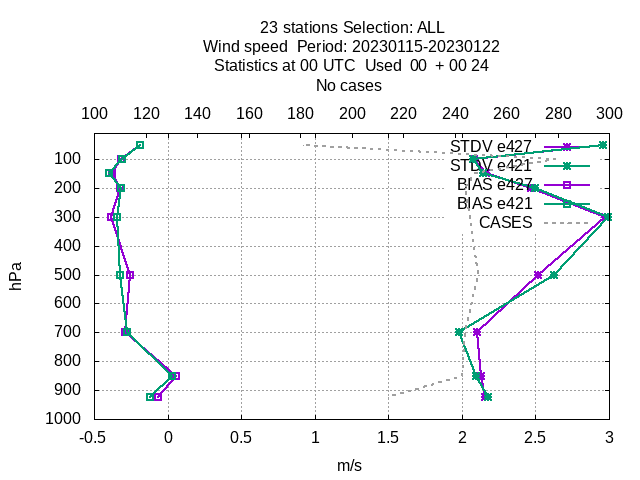 23 stations Selection: ALL
Wind speed  Period: 20230115-20230122
Statistics at 00 UTC  Used  00  + 00 24
No cases
100 120 140 160 180 200 220 240 260 280 300
STDV e427
STDV e421
BIAS e427
BIAS e421
CASES
hPa
100
200
300
400
500
600
700
800
900
1000
-0.5 0 0.5 1 1.5 2 2.5 3
m/s